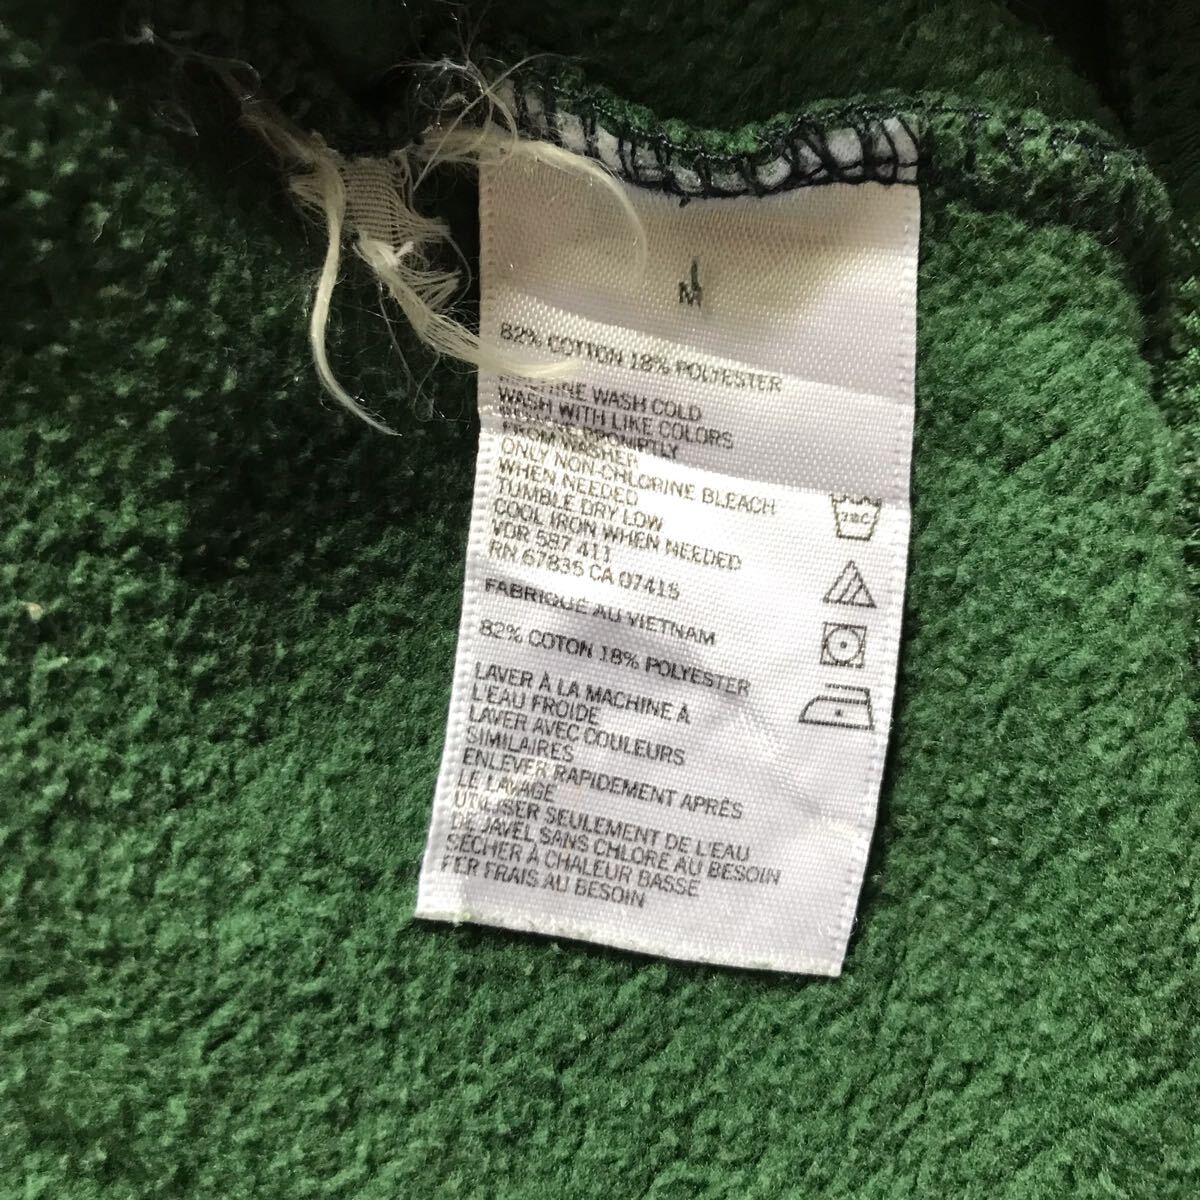 M
82% COTTON 18% POLYESTER
WASH COLD
WASH WITH LIKE COLORS
PROMPTLY
FROM WASHER
ONLY NON-CHLORINE BLEACH
WHEN NEEDED
TUMBLE DRY LOW
COOL IRON WHEN NEEDED
VDR 597 411
RN 67835 CA 07415
FABRIQUÉ AU VIETNAM
82% COTON 18% POLYESTER
LAVER À LA MACHINE À
L'EAU FROIDE
LAVER AVEC COULEURS
SIMILAIRES
ENLEVER RAPIDEMENT APRÈS
LE LAVAGE
UTILISER SEULEMENT DE L'EAU
DE JAVEL SANS CHLORE AU BESOIN
SÉCHER À CHALEUR BASSE
FER FRAIS AU BESOIN